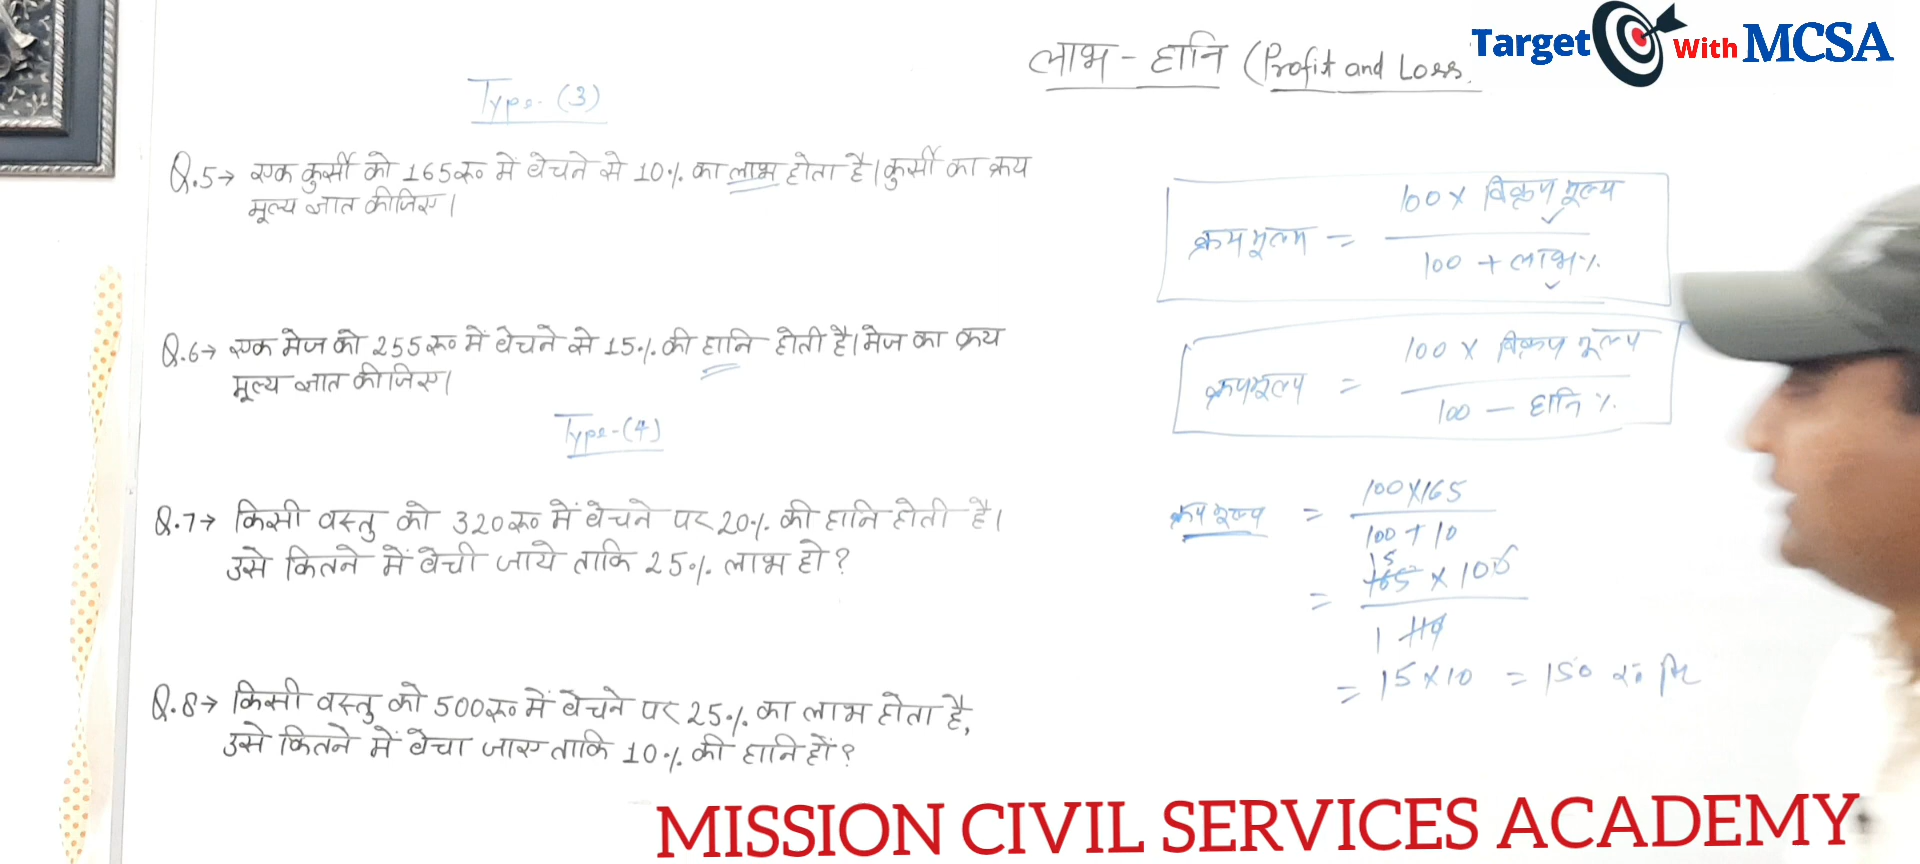 लाभ - हानि (Profit and Loss.
Target With MCSA
Type-(3)
Q.5→ एक कुर्सी को 165रू० में बेचने से 10%. का लाभ होता है। कुर्सी का क्रय
मूल्य ज्ञात कीजिए।
क्रयमूल्य = 100 × विक्रय मूल्य
100 + लाभ%
Q.6→ एक मेज को 255रू० में बेचने से 15%. की हानि होती है। मेज का क्रय
मूल्य ज्ञात कीजिए।
क्रयमूल्य = 100 × विक्रय मूल्य
100 - हानि %
Type-(4)
Q.7→ किसी वस्तु को 320रू० में बेचने पर 20%. की हानि होती है।
उसे कितने में बेची जाये ताकि 25%. लाभ हो?
क्रय मूल्य = 100×165
100 + 10
15
= 165 × 100
1 110
= 15×10 = 150 रू०
Q.8→ किसी वस्तु को 500रू० में बेचने पर 25%. का लाभ होता है,
उसे कितने में बेचा जाए ताकि 10%. की हानि हो?
MISSION CIVIL SERVICES ACADEMY